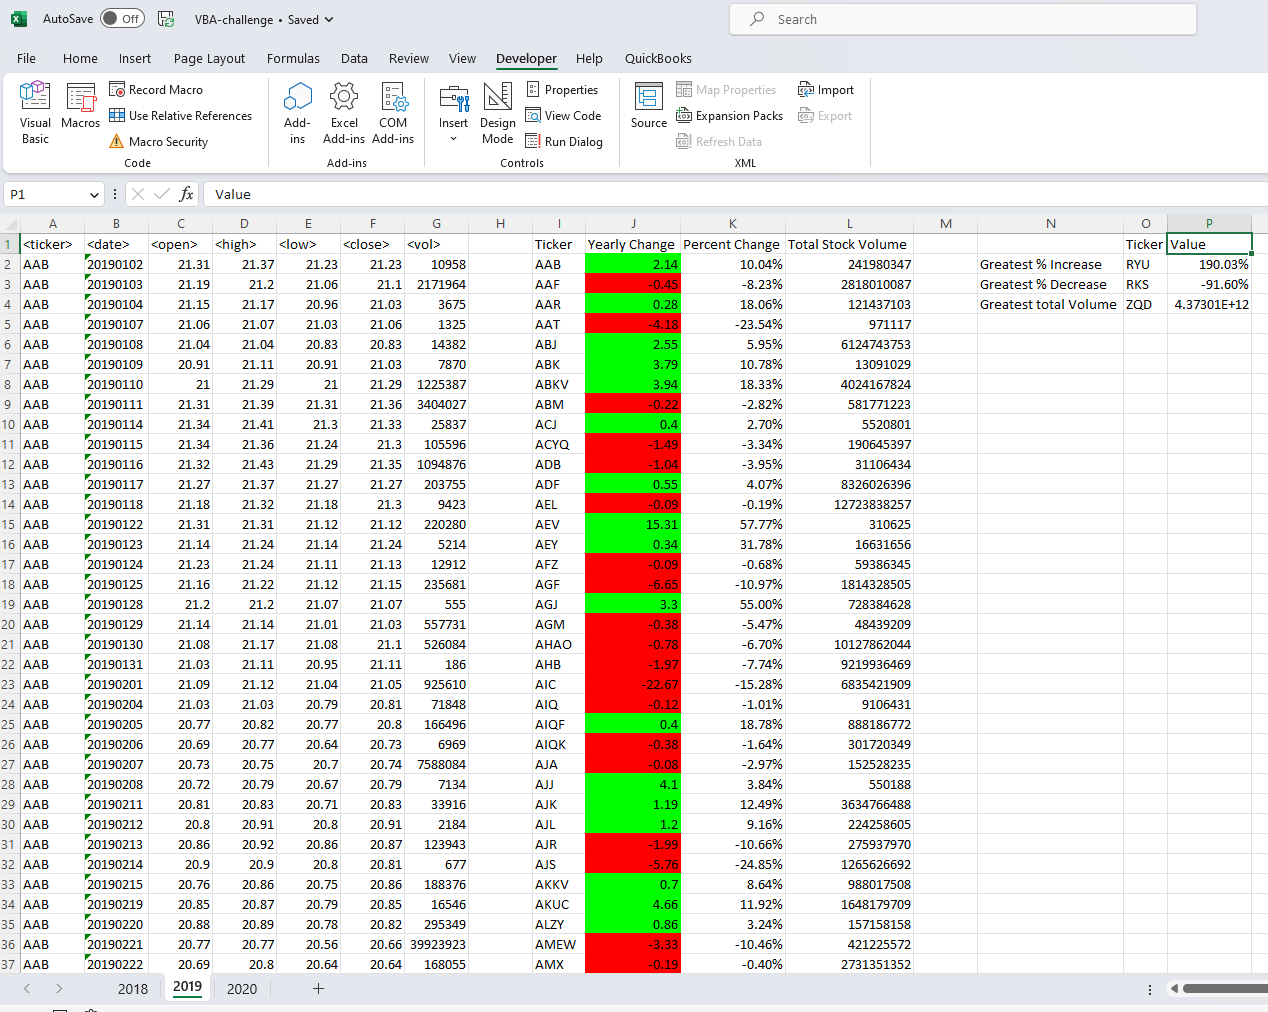 AutoSave Off VBA-challenge • Saved Search
File Home Insert Page Layout Formulas Data Review View Developer Help QuickBooks
Visual Basic Macros Record Macro Use Relative References Macro Security Code
Add-ins Excel Add-ins COM Add-ins Add-ins
Insert Design Mode Properties View Code Run Dialog Controls
Source Map Properties Expansion Packs Refresh Data Import Export XML
P1 fx Value
A B C D E F G H I J K L M N O P
1 <ticker> <date> <open> <high> <low> <close> <vol> Ticker Yearly Change Percent Change Total Stock Volume Ticker Value
2 AAB 20190102 21.31 21.37 21.23 21.23 10958 AAB 2.14 10.04% 241980347 Greatest % Increase RYU 190.03%
3 AAB 20190103 21.19 21.2 21.06 21.1 2171964 AAF -0.45 -8.23% 2818010087 Greatest % Decrease RKS -91.60%
4 AAB 20190104 21.15 21.17 20.96 21.03 3675 AAR 0.28 18.06% 121437103 Greatest total Volume ZQD 4.37301E+12
5 AAB 20190107 21.06 21.07 21.03 21.06 1325 AAT -4.18 -23.54% 971117
6 AAB 20190108 21.04 21.04 20.83 20.83 14382 ABJ 2.55 5.95% 6124743753
7 AAB 20190109 20.91 21.11 20.91 21.03 7870 ABK 3.79 10.78% 13091029
8 AAB 20190110 21 21.29 21 21.29 1225387 ABKV 3.94 18.33% 4024167824
9 AAB 20190111 21.31 21.39 21.31 21.36 3404027 ABM -0.22 -2.82% 581771223
10 AAB 20190114 21.34 21.41 21.3 21.33 25837 ACJ 0.4 2.70% 5520801
11 AAB 20190115 21.34 21.36 21.24 21.3 105596 ACYQ -1.49 -3.34% 190645397
12 AAB 20190116 21.32 21.43 21.29 21.35 1094876 ADB -1.04 -3.95% 31106434
13 AAB 20190117 21.27 21.37 21.27 21.27 203755 ADF 0.55 4.07% 8326026396
14 AAB 20190118 21.18 21.32 21.18 21.3 9423 AEL -0.09 -0.19% 12723838257
15 AAB 20190122 21.31 21.31 21.12 21.12 220280 AEV 15.31 57.77% 310625
16 AAB 20190123 21.14 21.24 21.14 21.24 5214 AEY 0.34 31.78% 16631656
17 AAB 20190124 21.23 21.24 21.11 21.13 12912 AFZ -0.09 -0.68% 59386345
18 AAB 20190125 21.16 21.22 21.12 21.15 235681 AGF -6.65 -10.97% 1814328505
19 AAB 20190128 21.2 21.2 21.07 21.07 555 AGJ 3.3 55.00% 728384628
20 AAB 20190129 21.14 21.14 21.01 21.03 557731 AGM -0.38 -5.47% 48439209
21 AAB 20190130 21.08 21.17 21.08 21.1 526084 AHAO -0.78 -6.70% 10127862044
22 AAB 20190131 21.03 21.11 20.95 21.11 186 AHB -1.97 -7.74% 9219936469
23 AAB 20190201 21.09 21.12 21.04 21.05 925610 AIC -22.67 -15.28% 6835421909
24 AAB 20190204 21.03 21.03 20.79 20.81 71848 AIQ -0.12 -1.01% 9106431
25 AAB 20190205 20.77 20.82 20.77 20.8 166496 AIQF 0.4 18.78% 888186772
26 AAB 20190206 20.69 20.77 20.64 20.73 6969 AIQK -0.38 -1.64% 301720349
27 AAB 20190207 20.73 20.75 20.7 20.74 7588084 AJA -0.08 -2.97% 152528235
28 AAB 20190208 20.72 20.79 20.67 20.79 7134 AJJ 4.1 3.84% 550188
29 AAB 20190211 20.81 20.83 20.71 20.83 33916 AJK 1.19 12.49% 3634766488
30 AAB 20190212 20.8 20.91 20.8 20.91 2184 AJL 1.2 9.16% 224258605
31 AAB 20190213 20.86 20.92 20.86 20.87 123943 AJR -1.99 -10.66% 275937970
32 AAB 20190214 20.9 20.9 20.8 20.81 677 AJS -5.76 -24.85% 1265626692
33 AAB 20190215 20.76 20.86 20.75 20.86 188376 AKKV 0.7 8.64% 988017508
34 AAB 20190219 20.85 20.87 20.79 20.85 16546 AKUC 4.66 11.92% 1648179709
35 AAB 20190220 20.88 20.89 20.78 20.82 295349 ALZY 0.86 3.24% 157158158
36 AAB 20190221 20.77 20.77 20.56 20.66 39923923 AMEW -3.33 -10.46% 421225572
37 AAB 20190222 20.69 20.8 20.64 20.64 168055 AMX -0.19 -0.40% 2731351352
2018 2019 2020